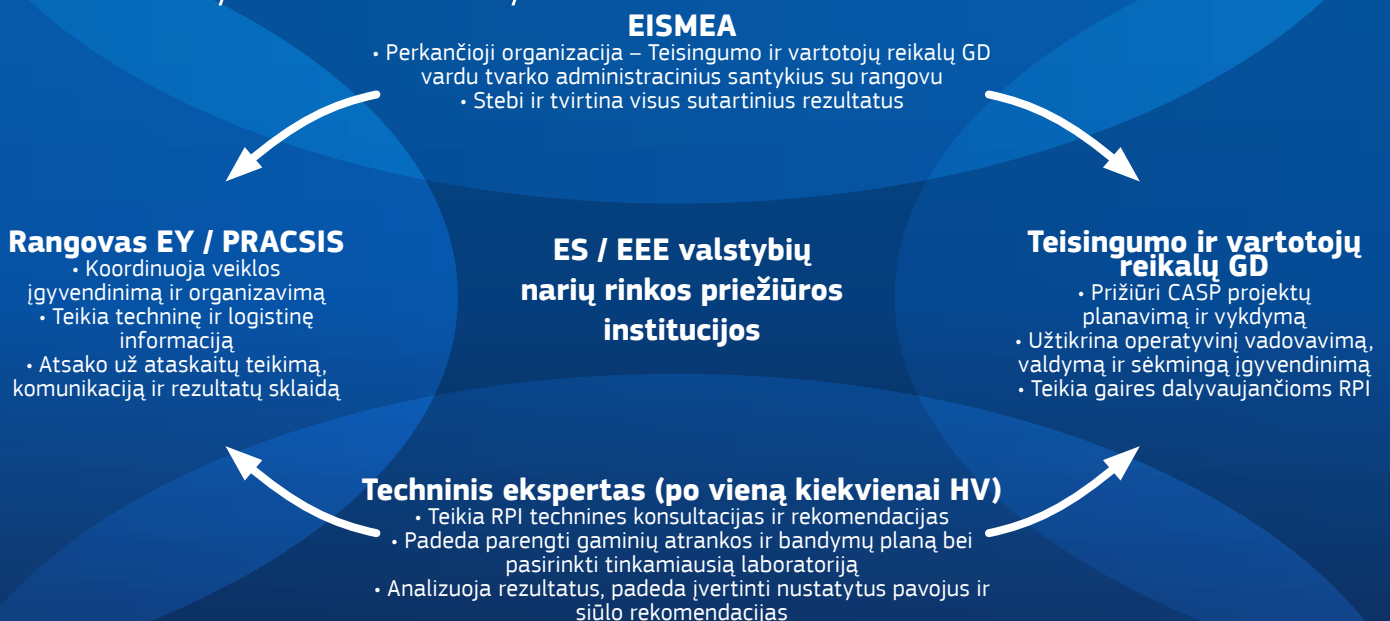 EISMEA
• Perkančioji organizacija – Teisingumo ir vartotojų reikalų GD
vardu tvarko administracinius santykius su rangovu
• Stebi ir tvirtina visus sutartinius rezultatus
Rangovas EY / PRACSIS
• Koordinuoja veiklos
įgyvendinimą ir organizavimą
• Teikia techninę ir logistinę
informaciją
• Atsako už ataskaitų teikimą,
komunikaciją ir rezultatų sklaidą
ES / EEE valstybių
narių rinkos priežiūros
institucijos
Teisingumo ir vartotojų
reikalų GD
• Prižiūri CASP projektų
planavimą ir vykdymą
• Užtikrina operatyvinį vadovavimą,
valdymą ir sėkmingą įgyvendinimą
• Teikia gaires dalyvaujančioms RPI
Techninis ekspertas (po vieną kiekvienai HV)
• Teikia RPI technines konsultacijas ir rekomendacijas
• Padeda parengti gaminių atrankos ir bandymų planą bei
pasirinkti tinkamiausią laboratoriją
• Analizuoja rezultatus, padeda įvertinti nustatytus pavojus ir
siūlo rekomendacijas